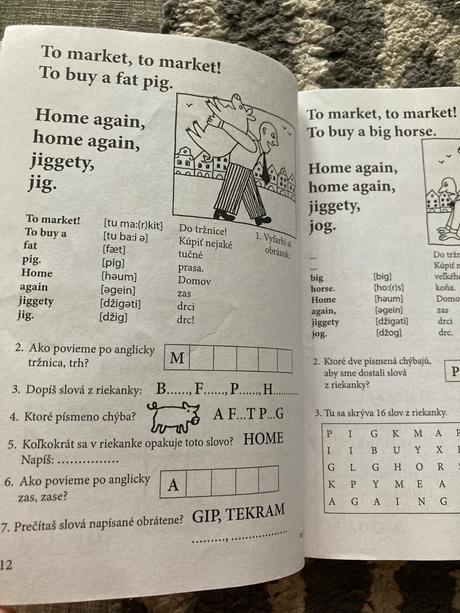 To market, to market!
To buy a fat pig.
Home again,
home again,
jiggety,
jig.
To market! [tu ma:(r)kit] Do tržnice!
To buy a [tu ba:i ə] Kúpiť nejaké
fat [fæt] tučné
pig. [pig] prasa.
Home [həum] Domov
again [əgein] zas
jiggety [džigəti] drci
jig. [džig] drc!
1. Vyfarbi si
obrázok:
2. Ako povieme po anglicky
tržnica, trh?
M
3. Dopíš slová z riekanky: B......, F......, P......, H.........
4. Ktoré písmeno chýba? A F...T P...G
5. Koľkokrát sa v riekanke opakuje toto slovo? HOME
Napíš: ...............
6. Ako povieme po anglicky
zas, zase?
A
7. Prečítaš slová napísané obrátene? GIP, TEKRAM
.........., ...............
12
To market, to market!
To buy a big horse.
Home again,
home again,
jiggety,
jog.
...
...
big [big]
horse. [ho:(r)s] koňa.
Home [həum]
again, [əgein] zas
jiggety [džigəti] drci
jog. [džog] drc.
2. Ktoré dve písmená chýbajú,
aby sme dostali slová
z riekanky?
P
3. Tu sa skrýva 16 slov z riekanky.
P I G K M A
I I B U Y X
G L G H O R
K P Y M E A
A G A I N G